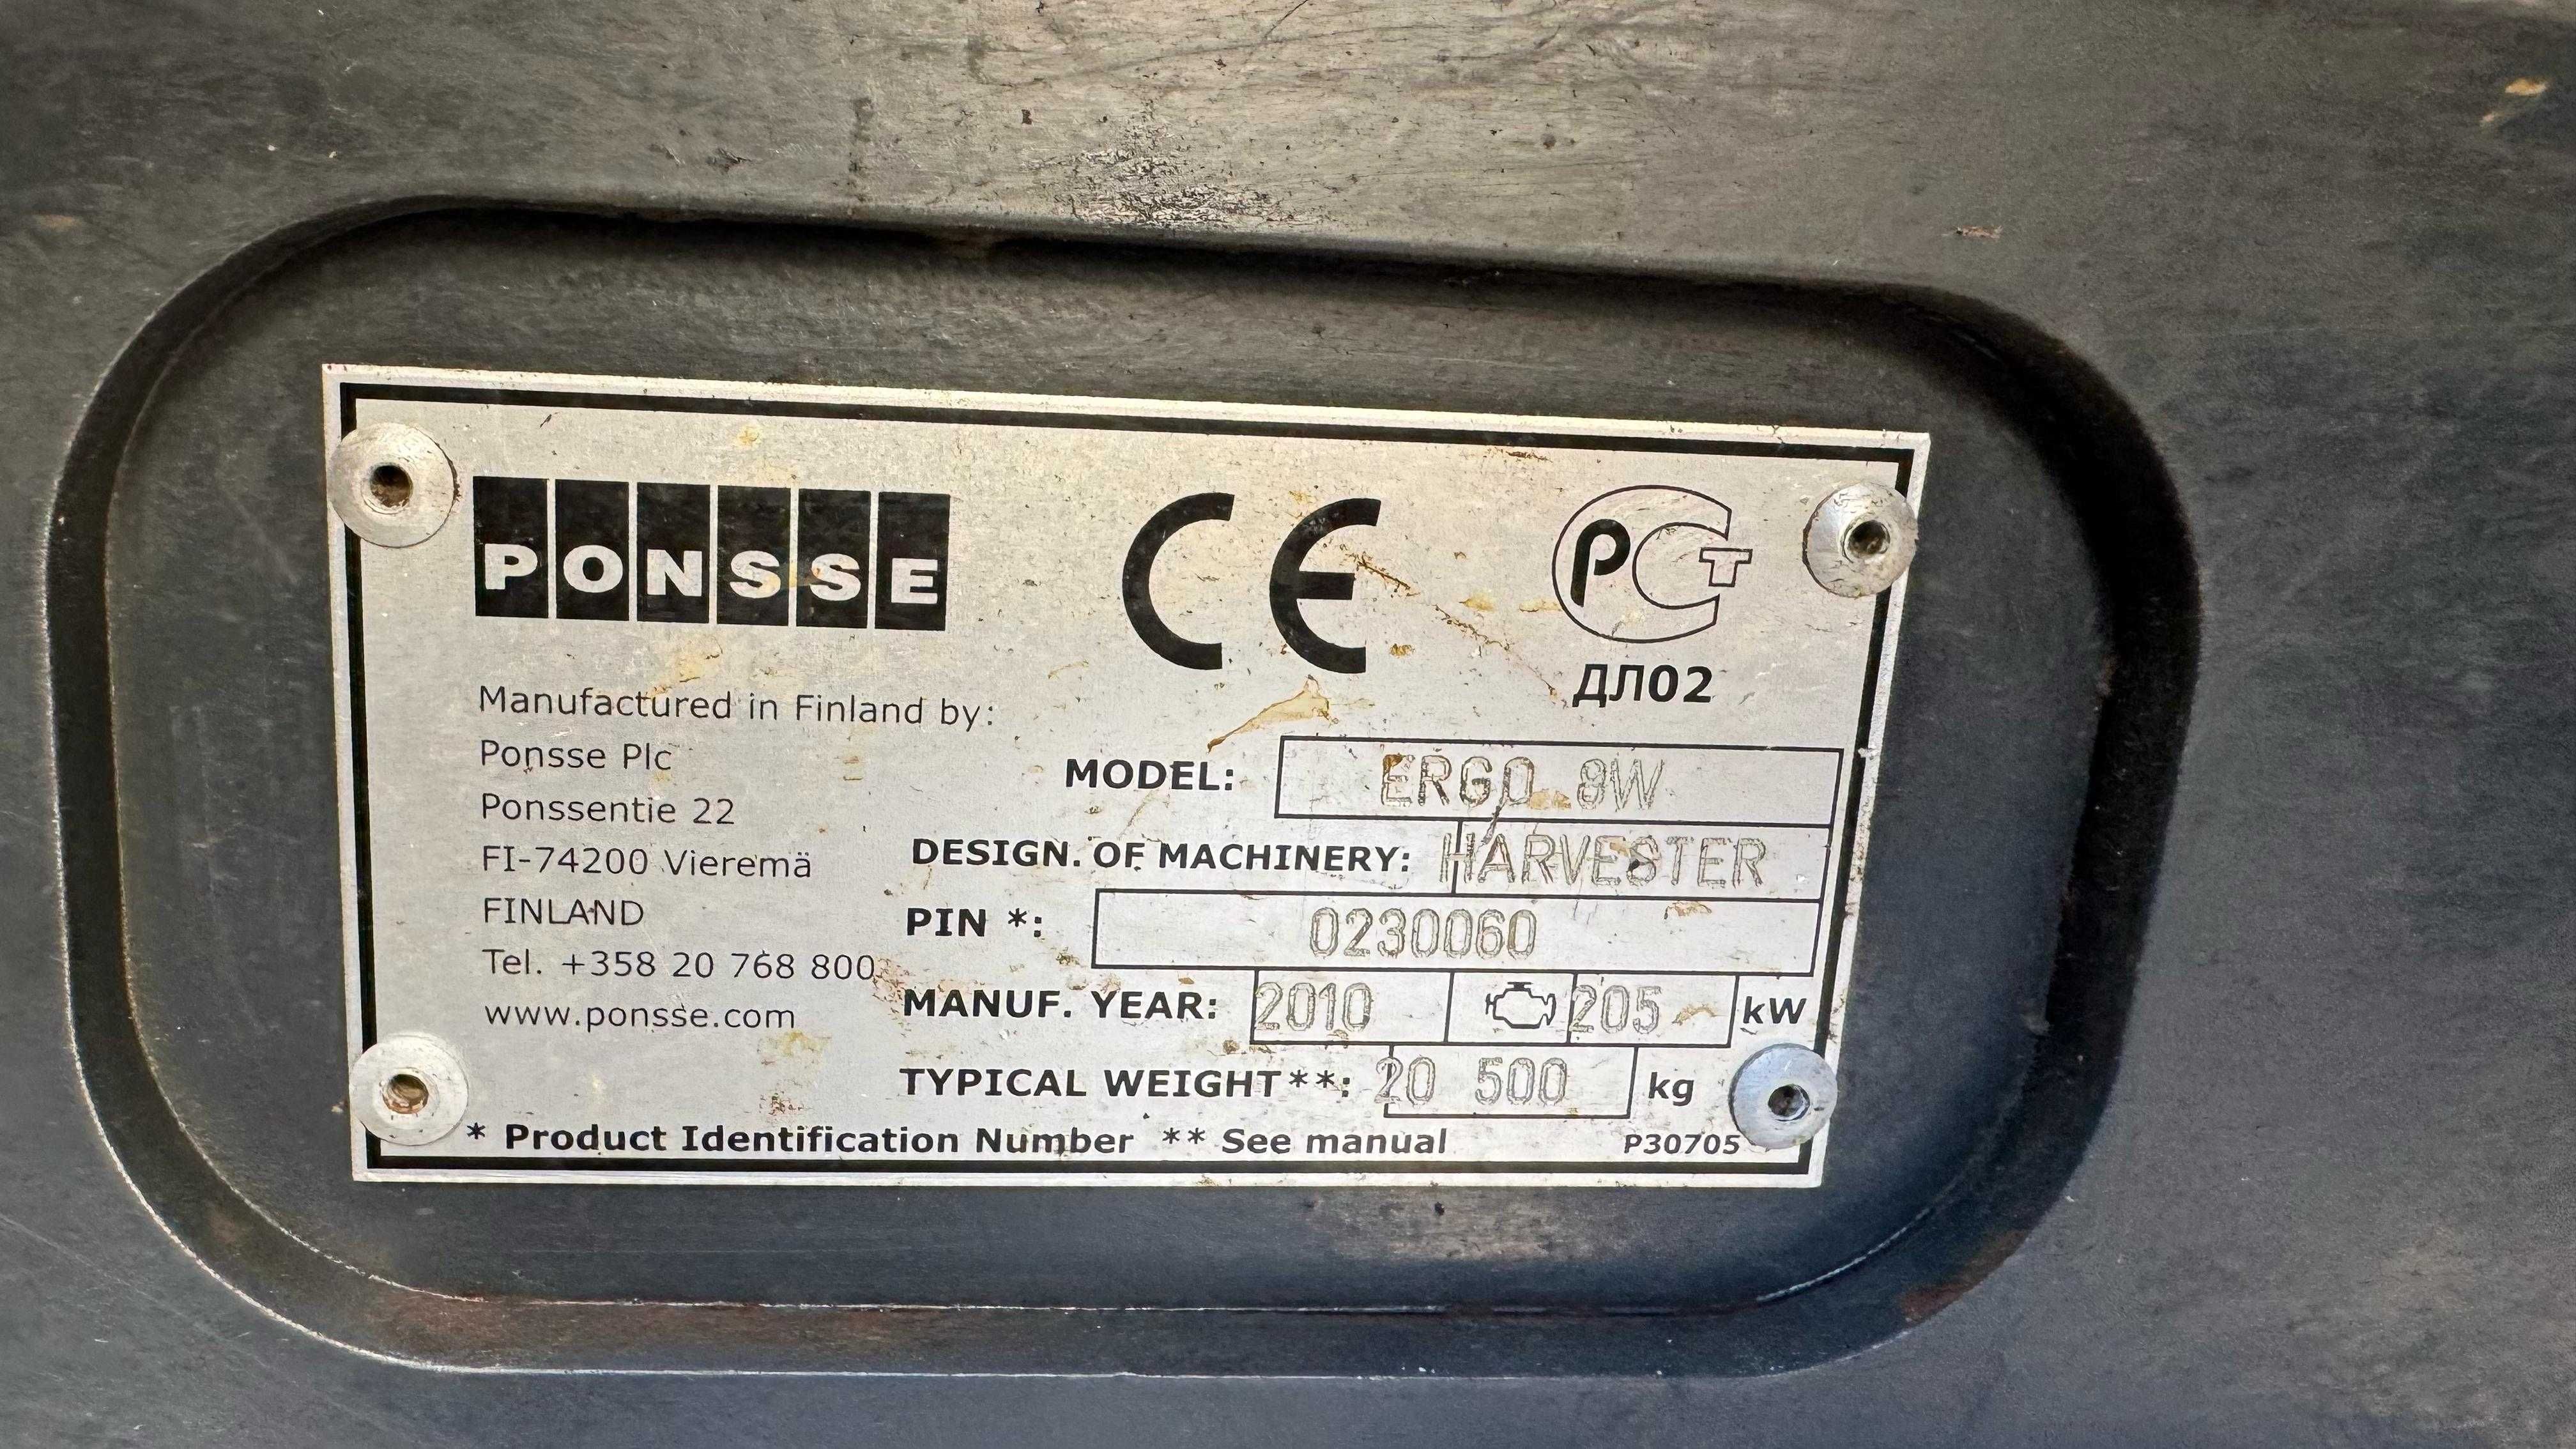 PONSSE
CE
РСТ
ДЛ02
Manufactured in Finland by:
Ponsse Plc
Ponssentie 22
FI-74200 Vieremä
FINLAND
Tel. +358 20 768 800
www.ponsse.com
MODEL: ERGO 8W
DESIGN. OF MACHINERY: HARVESTER
PIN *: 0230060
MANUF. YEAR: 2010 205 kW
TYPICAL WEIGHT**: 20 500 kg
* Product Identification Number ** See manual P30705